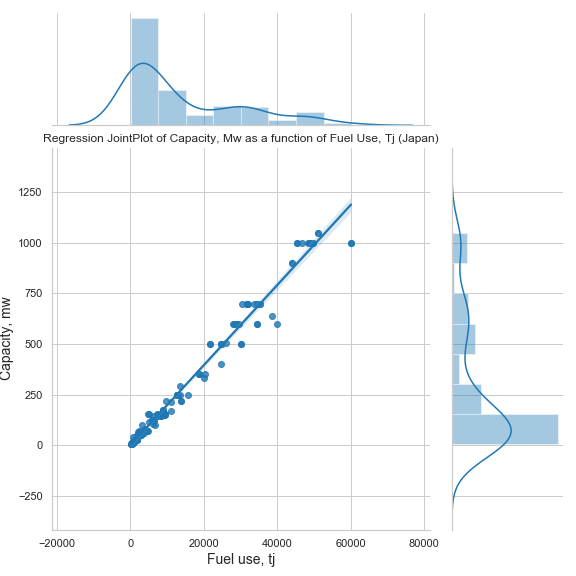 Regression JointPlot of Capacity, Mw as a function of Fuel Use, Tj (Japan)
1250
1000
750
500
250
0
−250
Capacity, mw
−20000 0 20000 40000 60000 80000
Fuel use, tj